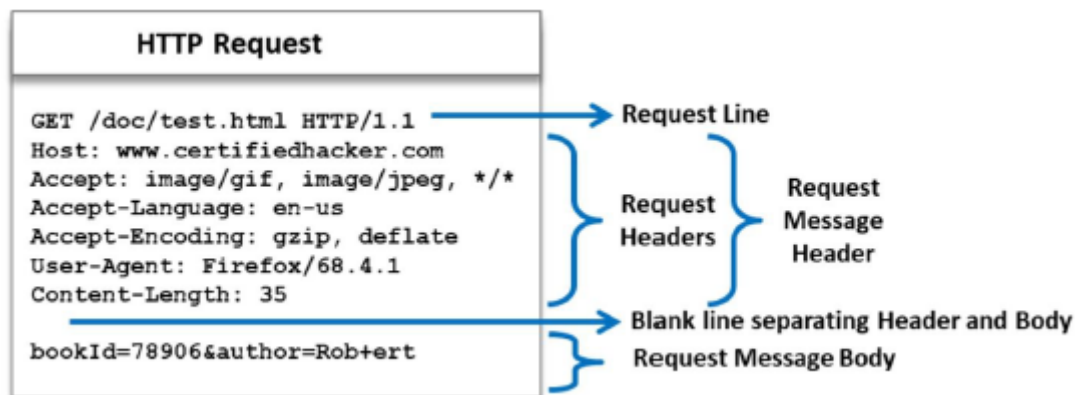 HTTP Request
GET /doc/test.html HTTP/1.1
Host: www.certifiedhacker.com
Accept: image/gif, image/jpeg, */*
Accept-Language: en-us
Accept-Encoding: gzip, deflate
User-Agent: Firefox/68.4.1
Content-Length: 35
bookId=78906&author=Rob+ert
Request Line
Request
Headers
Request
Message
Header
Blank line separating Header and Body
Request Message Body